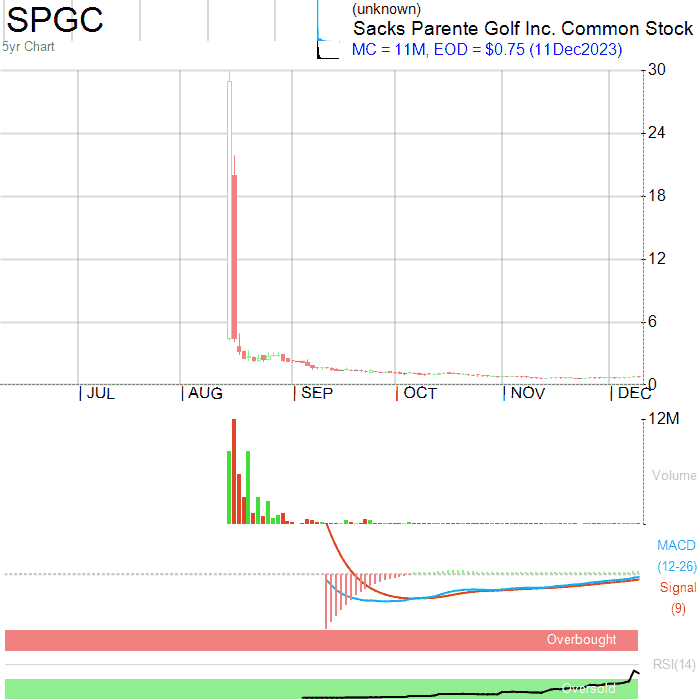 SPGC
5yr Chart
(unknown)
Sacks Parente Golf Inc. Common Stock
MC = 11M, EOD = $0.75 (11Dec2023)
30
24
18
12
6
0
JUL AUG SEP OCT NOV DEC
12M
Volume
MACD
(12-26)
Signal
(9)
Overbought
RSI(14)
Oversold